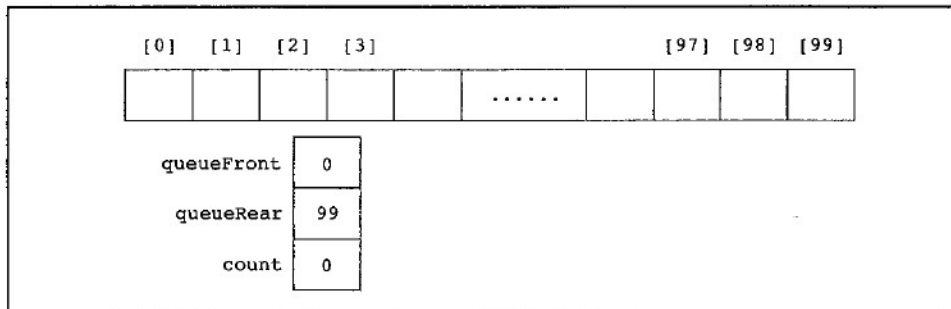 [0] [1] [2] [3] [97] [98] [99]
......
queueFront 0
queueRear 99
count 0